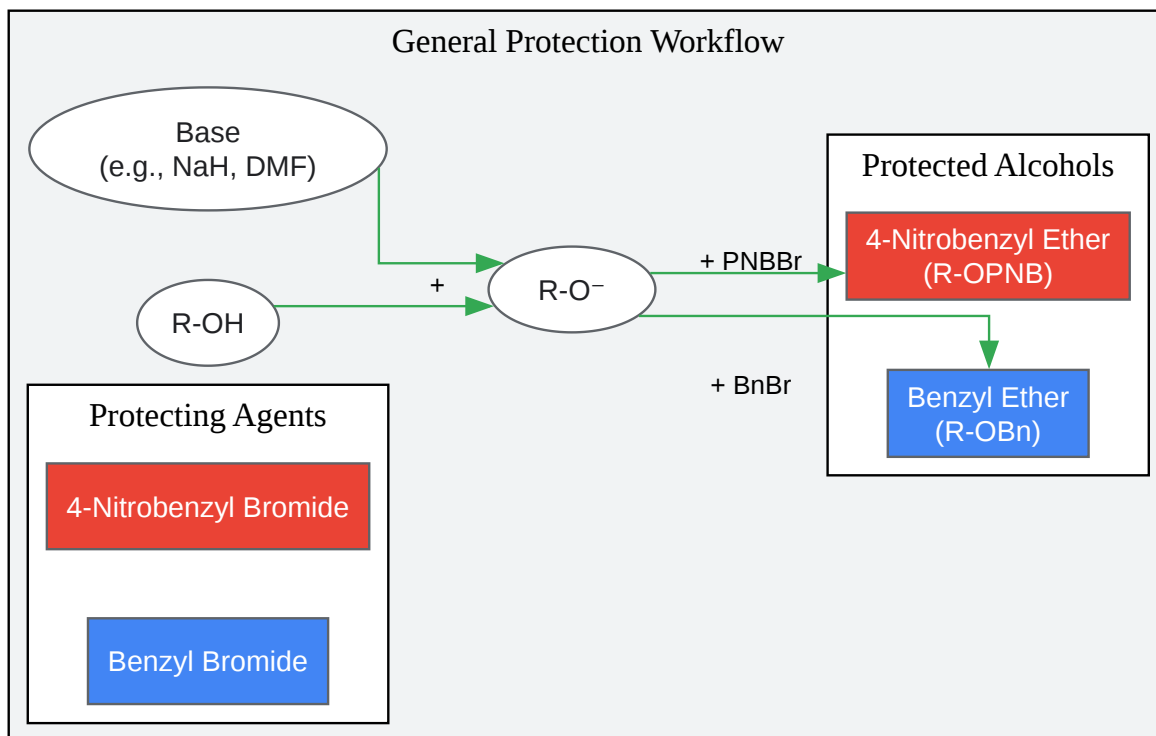 General Protection Workflow
Base
(e.g., NaH, DMF)
R-OH
+
R-O⁻
+ PNBBr
+ BnBr
Protected Alcohols
4-Nitrobenzyl Ether
(R-OPNB)
Benzyl Ether
(R-OBn)
Protecting Agents
4-Nitrobenzyl Bromide
Benzyl Bromide